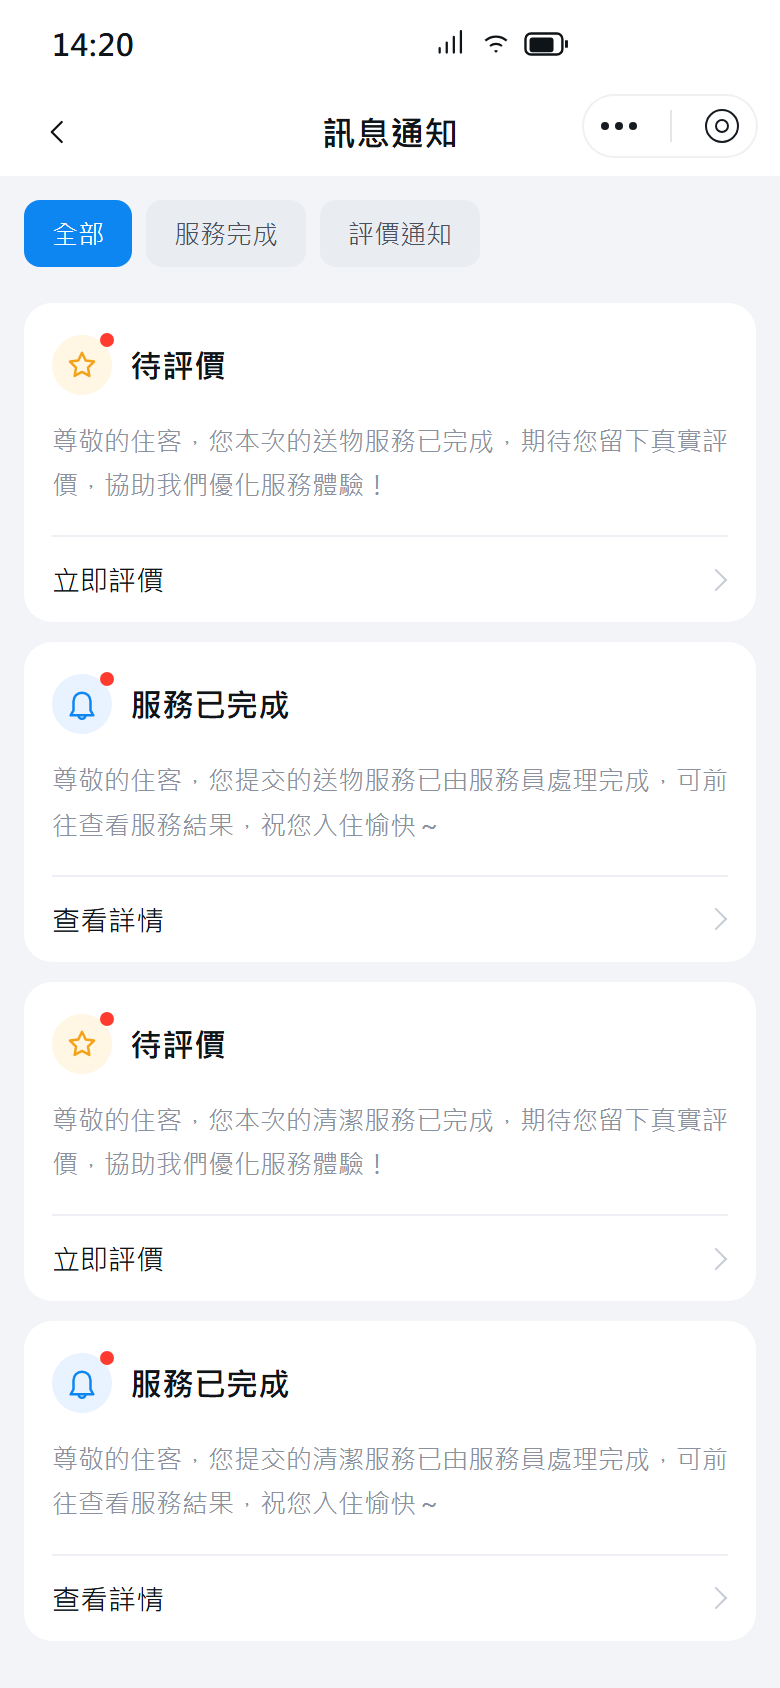 14:20
訊息通知
全部
服務完成
評價通知
待評價
尊敬的住客，您本次的送物服務已完成，期待您留下真實評
價，協助我們優化服務體驗！
立即評價
服務已完成
尊敬的住客，您提交的送物服務已由服務員處理完成，可前
往查看服務結果，祝您入住愉快～
查看詳情
待評價
尊敬的住客，您本次的清潔服務已完成，期待您留下真實評
價，協助我們優化服務體驗！
立即評價
服務已完成
尊敬的住客，您提交的清潔服務已由服務員處理完成，可前
往查看服務結果，祝您入住愉快～
查看詳情